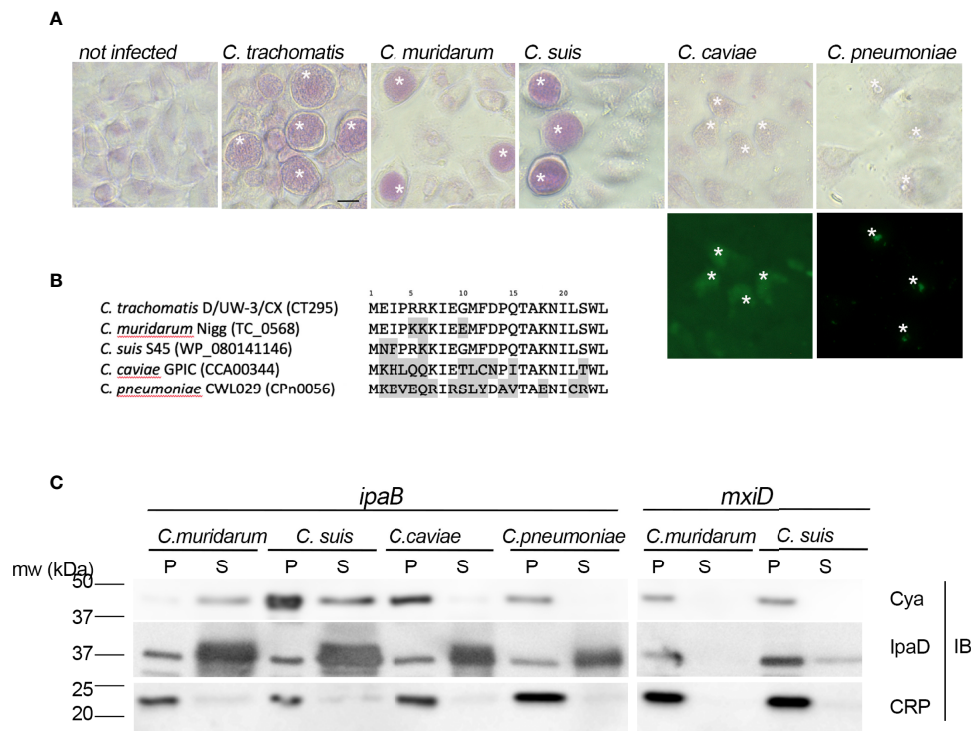 A
not infected
C. trachomatis
C. muridarum
C. suis
C. caviae
C. pneumoniae
* * * * *
* * *
* * *
* * * *
* * *
* * * *
* * *
B
1 5 10 15 20
C. trachomatis D/UW-3/CX (CT295) MEIPRRKIEGMFDPQTAKNILSWL
C. muridarum Nigg (TC_0568) MEIPKKKIEEMFDPQTAKNILSWL
C. suis S45 (WP_080141146) MNFPRKKIEGMFDPQTAKNILSWL
C. caviae GPIC (CCA00344) MKHLQQKIETLCNPITAKNILTWL
C. pneumoniae CWL029 (CPn0056) MKEVEQRIRSLYDAVTAENICRWL
C
ipaB mxiD
C.muridarum C. suis C.caviae C.pneumoniae C.muridarum C. suis
mw (kDa) P S P S P S P S P S P S
50
37
Cya
37
IpaD
IB
25
20
CRP